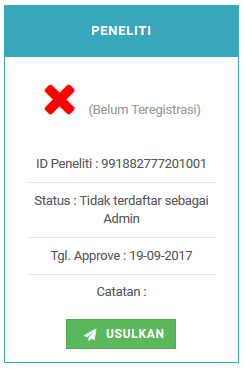 PENELITI
(Belum Teregistrasi)
ID Peneliti : 991882777201001
Status : Tidak terdaftar sebagai
Admin
Tgl. Approve : 19-09-2017
Catatan :
USULKAN